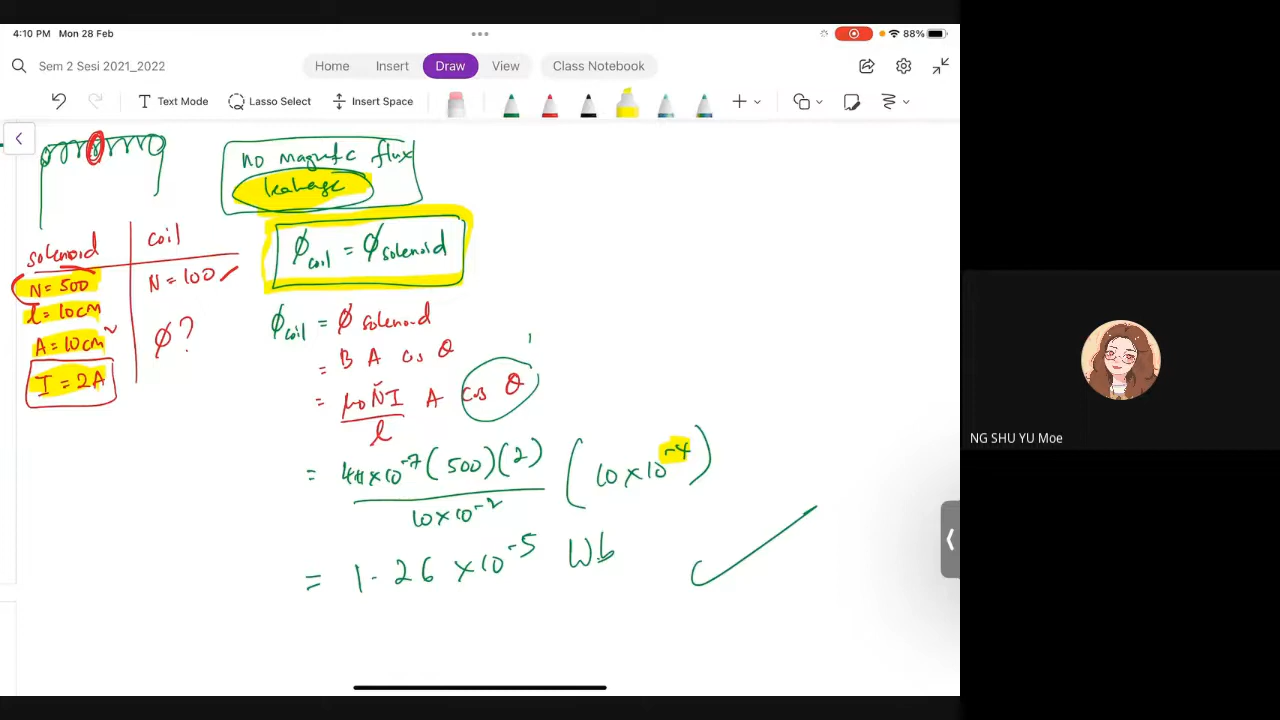 4:10 PM Mon 28 Feb
88%
Sem 2 Sesi 2021_2022
Home Insert Draw View Class Notebook
Text Mode Lasso Select Insert Space
no magnetic flux
leakage
ϕcoil = ϕsolenoid
solenoid coil
N = 500 N = 100
l = 10cm
A = 10cm² ϕ?
I = 2A
ϕcoil = ϕ solenoid
= B A cos θ
= μ₀NI/l A cos θ
= 4π×10⁻⁷(500)(2)/10×10⁻² (10×10⁻⁴)
= 1.26 ×10⁻⁵ Wb
NG SHU YU Moe